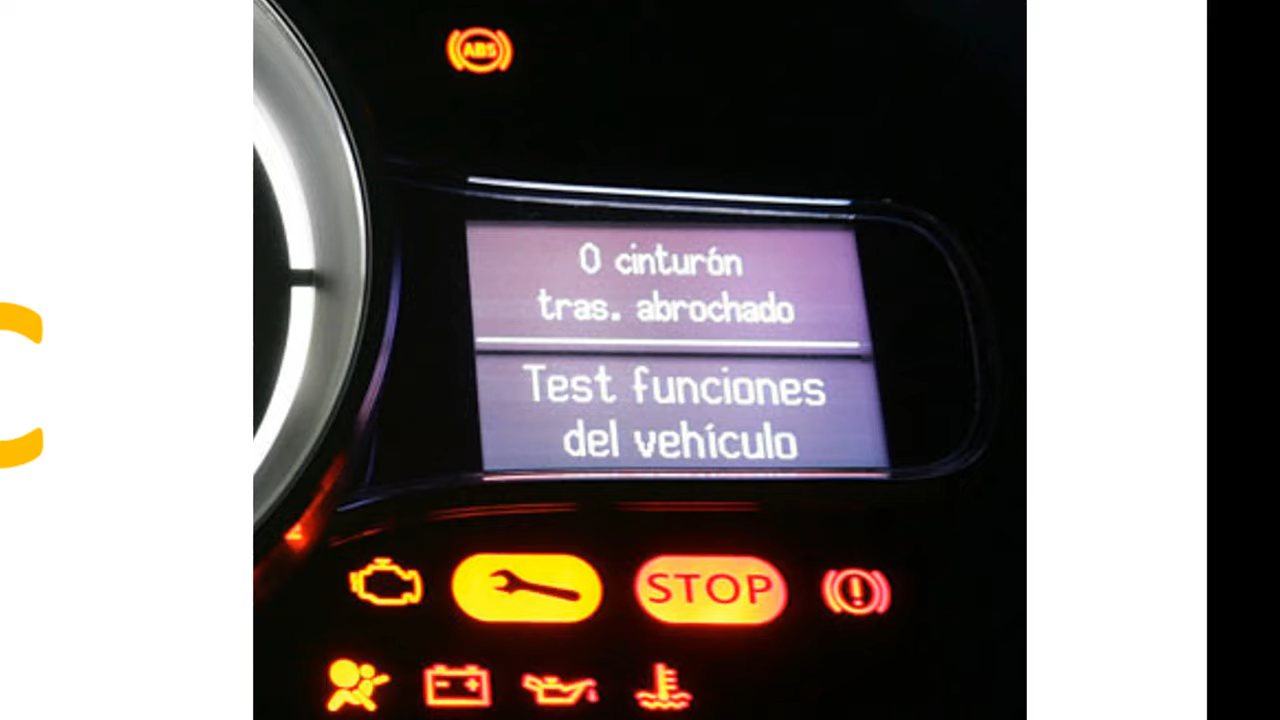 ABS
0 cinturón
tras. abrochado
Test funciones
del vehículo
STOP